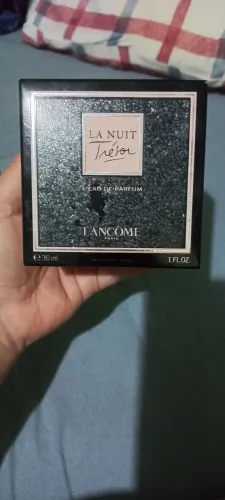 LA NUIT
Trésor
L'EAU DE PARFUM
LANCÔME
PARIS
℮30 ml
1 FL.OZ.